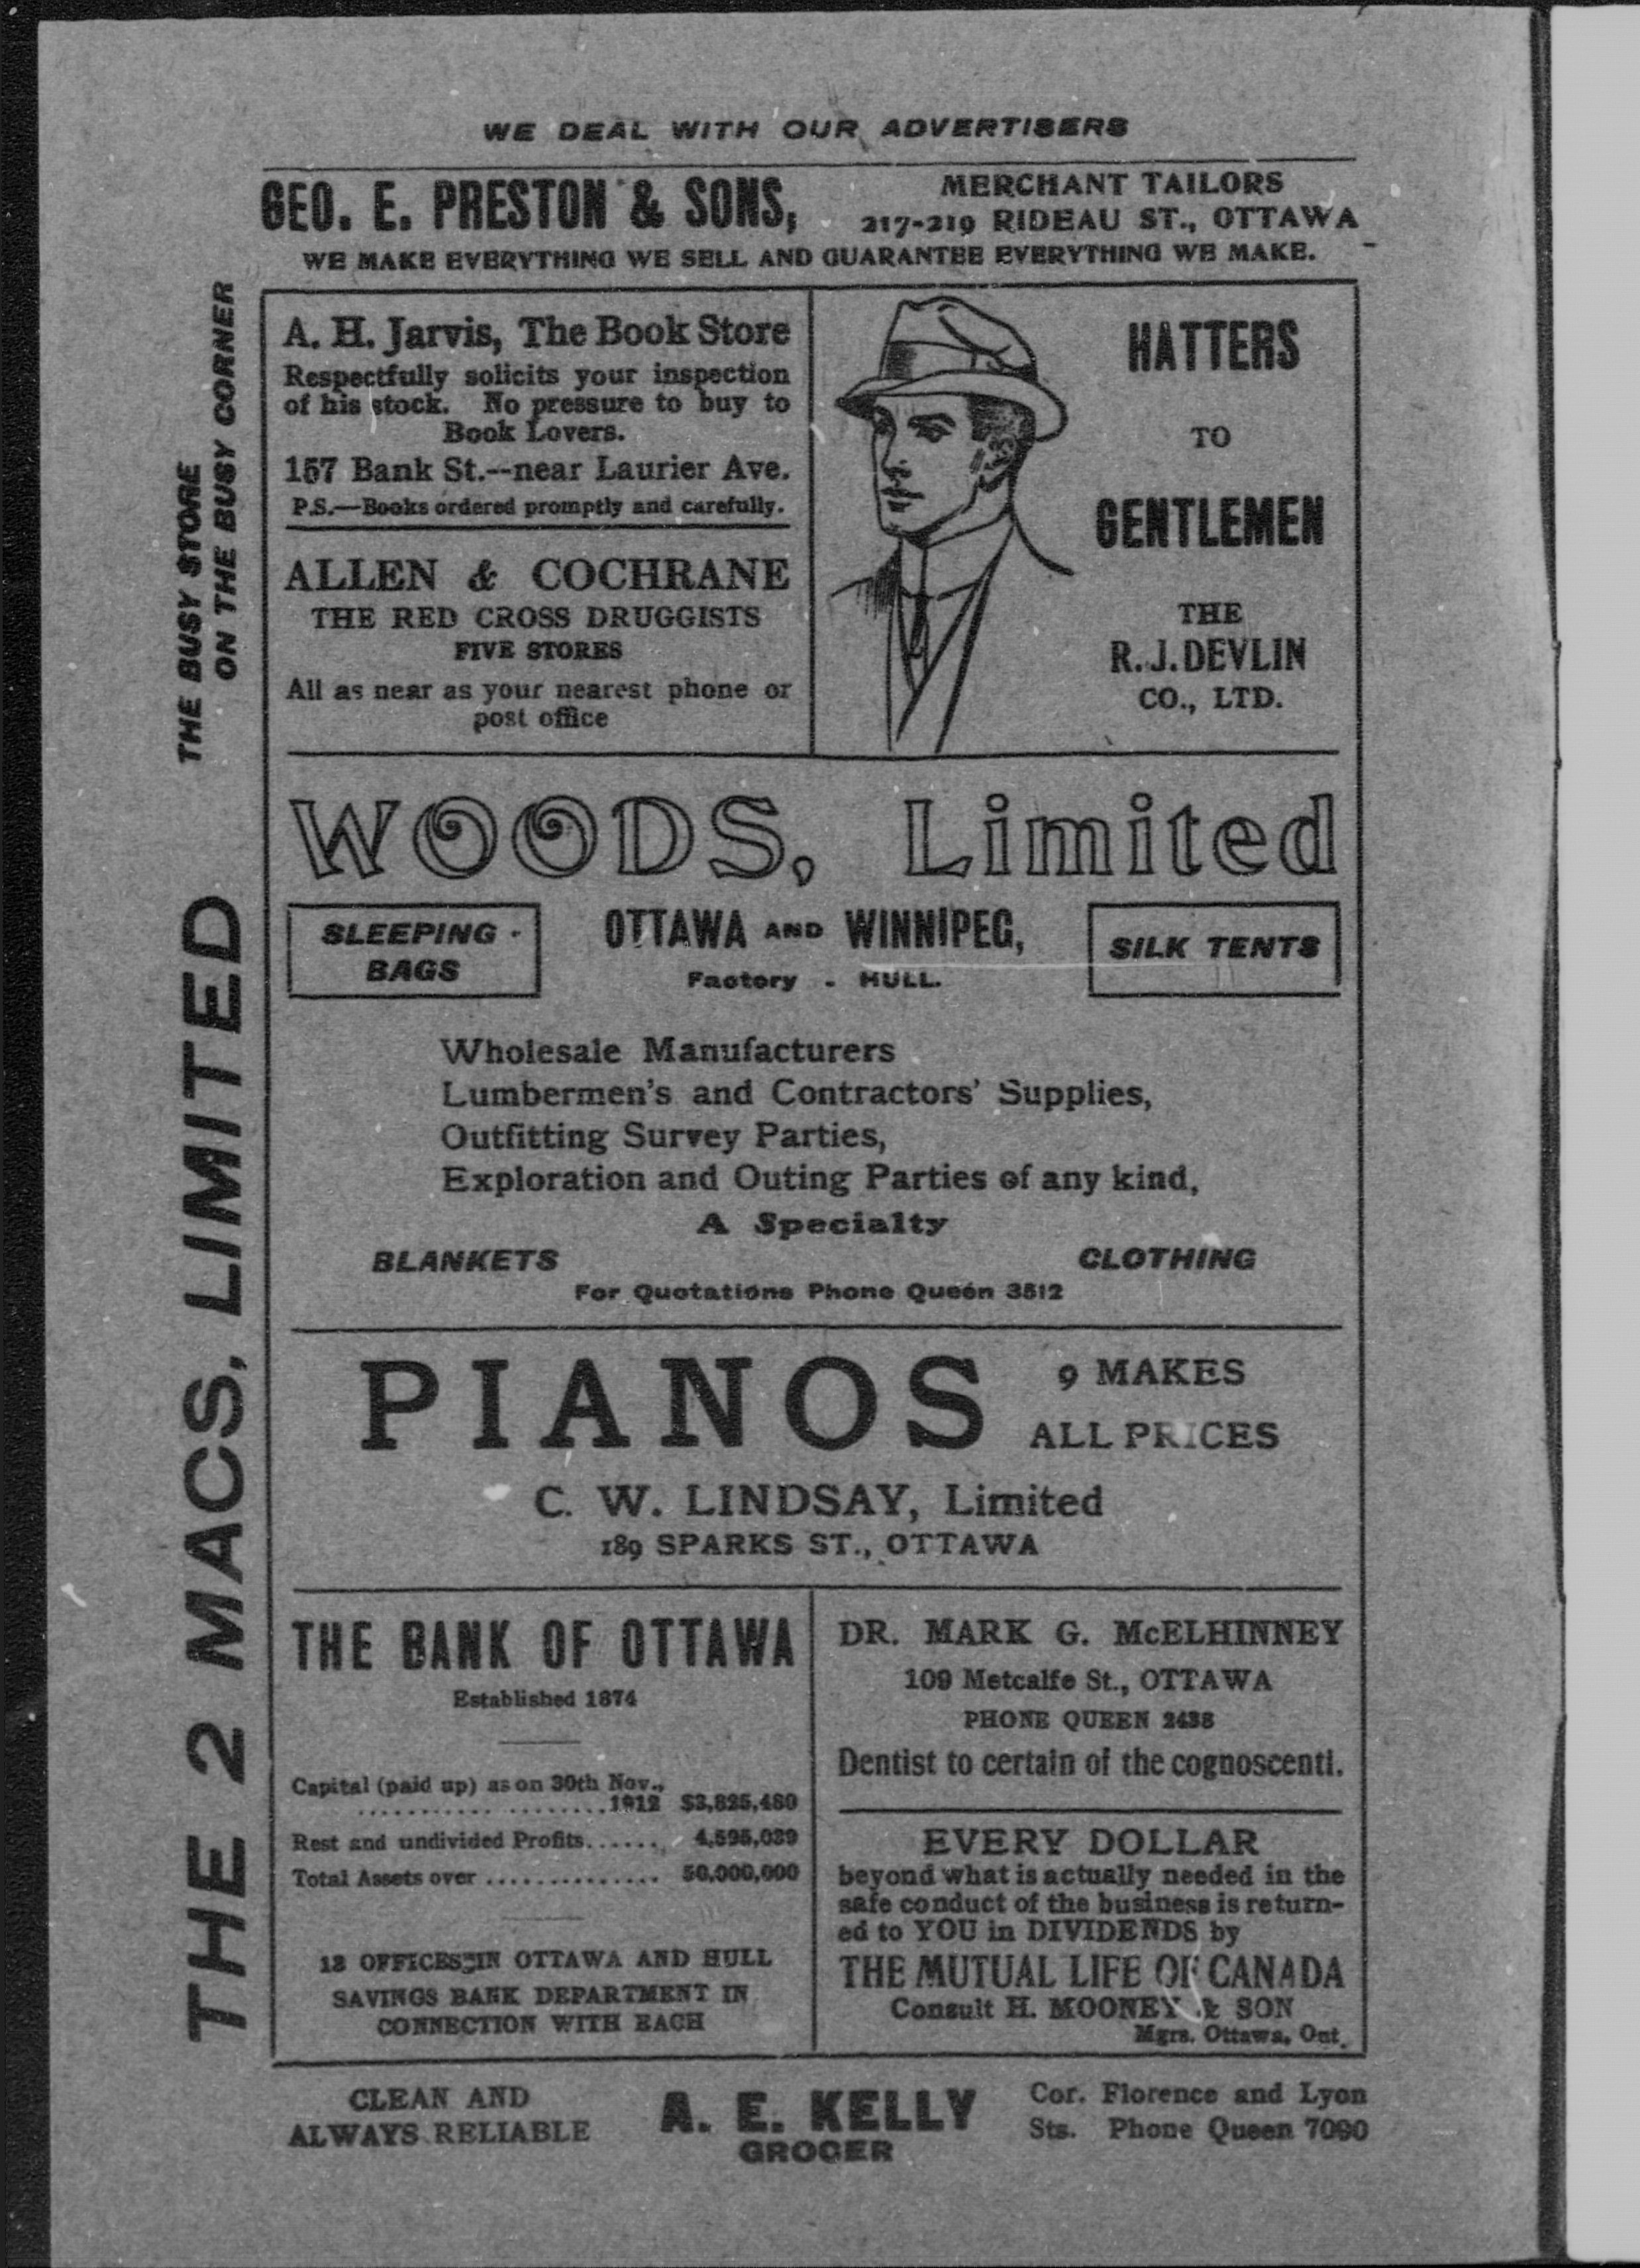 WE DEAL WITH OUR ADVERTISERS
GEO. E. PRESTON & SONS,
MERCHANT TAILORS
217-219 RIDEAU ST., OTTAWA
WE MAKE EVERYTHING WE SELL AND GUARANTEE EVERYTHING WE MAKE.
THE 2 MACS, LIMITED
THE BUSY STORE
ON THE BUSY CORNER
A. H. Jarvis, The Book Store
Respectfully solicits your inspection
of his stock. No pressure to buy to
Book Lovers.
157 Bank St.--near Laurier Ave.
P.S.—Books ordered promptly and carefully.
ALLEN & COCHRANE
THE RED CROSS DRUGGISTS
FIVE STORES
All as near as your nearest phone or
post office
HATTERS
TO
GENTLEMEN
THE
R. J. DEVLIN
CO., LTD.
WOODS, Limited
SLEEPING -
BAGS
OTTAWA AND WINNIPEG,
Factory - HULL.
SILK TENTS
Wholesale Manufacturers
Lumbermen's and Contractors' Supplies,
Outfitting Survey Parties,
Exploration and Outing Parties of any kind,
A Specialty
BLANKETS
CLOTHING
For Quotations Phone Queen 3512
PIANOS
9 MAKES
ALL PRICES
C. W. LINDSAY, Limited
189 SPARKS ST., OTTAWA
THE BANK OF OTTAWA
Established 1874
Capital (paid up) as on 30th Nov.,
.....................1912 $3,825,480
Rest and undivided Profits....... 4,595,039
Total Assets over ............... 50,000,000
12 OFFICES IN OTTAWA AND HULL
SAVINGS BANK DEPARTMENT IN
CONNECTION WITH EACH
DR. MARK G. McELHINNEY
109 Metcalfe St., OTTAWA
PHONE QUEEN 2438
Dentist to certain of the cognoscenti.
EVERY DOLLAR
beyond what is actually needed in the
safe conduct of the business is return-
ed to YOU in DIVIDENDS by
THE MUTUAL LIFE OF CANADA
Consult H. MOONEY & SON
Mgrs. Ottawa, Ont.
CLEAN AND
ALWAYS RELIABLE
A. E. KELLY
GROCER
Cor. Florence and Lyon
Sts. Phone Queen 7090